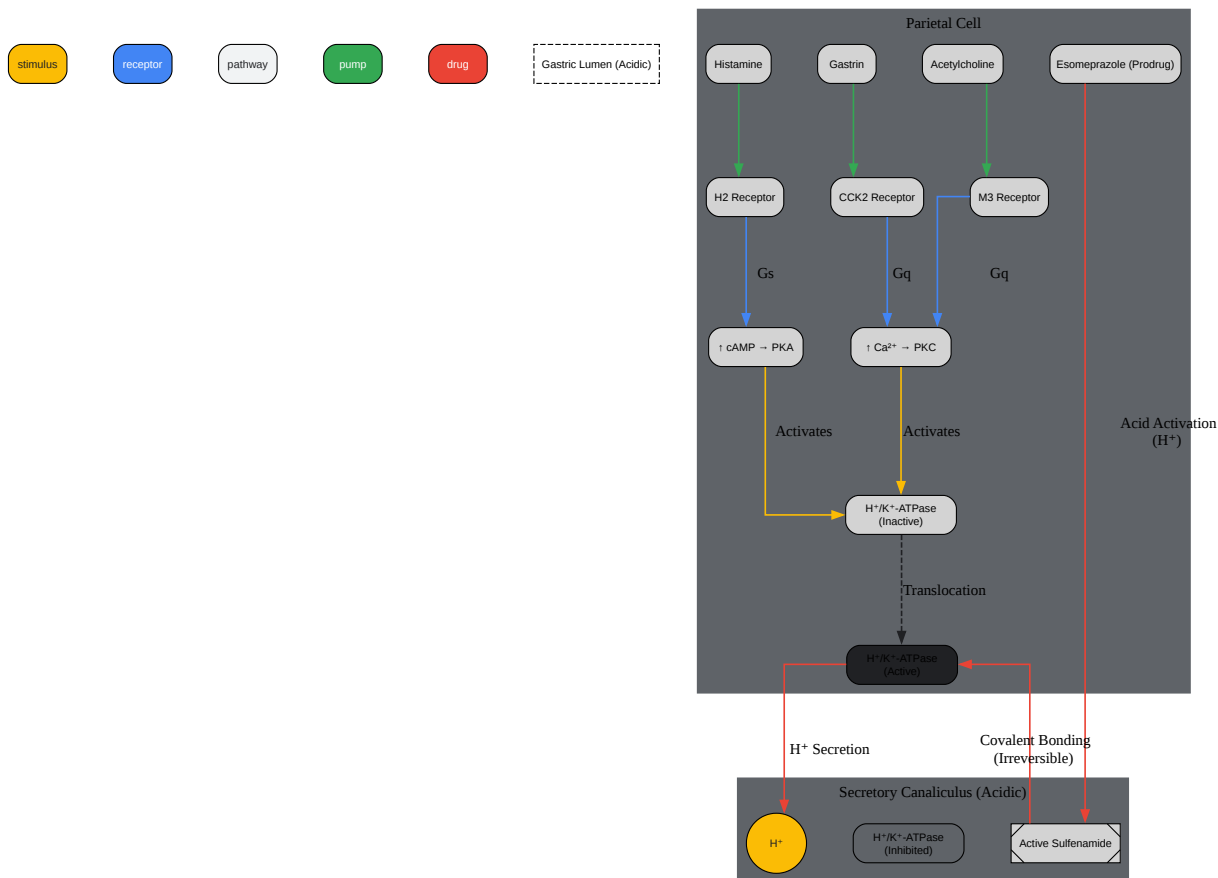 Parietal Cell
stimulus
receptor
pathway
pump
drug
Gastric Lumen (Acidic)
Histamine
Gastrin
Acetylcholine
Esomeprazole (Prodrug)
H2 Receptor
CCK2 Receptor
M3 Receptor
Gs
Gq
Gq
↑ cAMP → PKA
↑ Ca²⁺ → PKC
Activates
Activates
Acid Activation
(H⁺)
H⁺/K⁺-ATPase
(Inactive)
Translocation
H⁺/K⁺-ATPase
(Active)
H⁺ Secretion
Covalent Bonding
(Irreversible)
Secretory Canaliculus (Acidic)
H⁺
H⁺/K⁺-ATPase
(Inhibited)
Active Sulfenamide